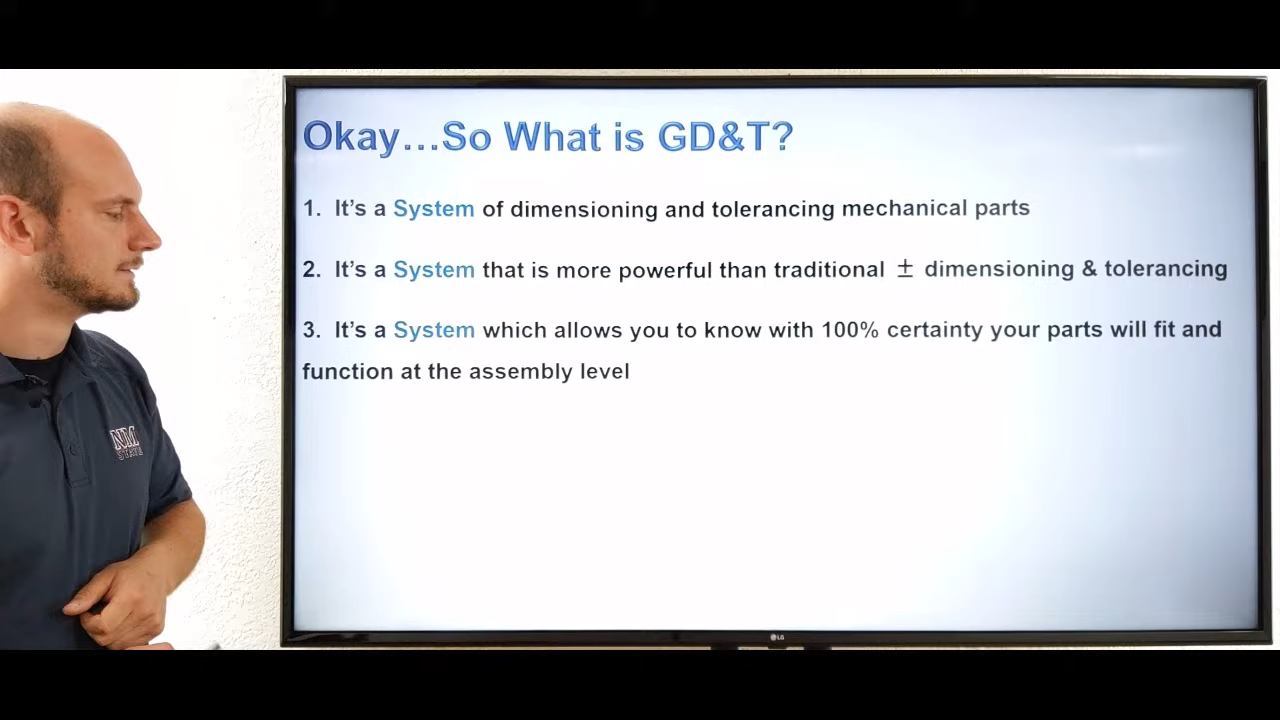 Okay…So What is GD&T?
1. It's a System of dimensioning and tolerancing mechanical parts
2. It's a System that is more powerful than traditional ± dimensioning & tolerancing
3. It's a System which allows you to know with 100% certainty your parts will fit and
function at the assembly level
NM
STATE
LG